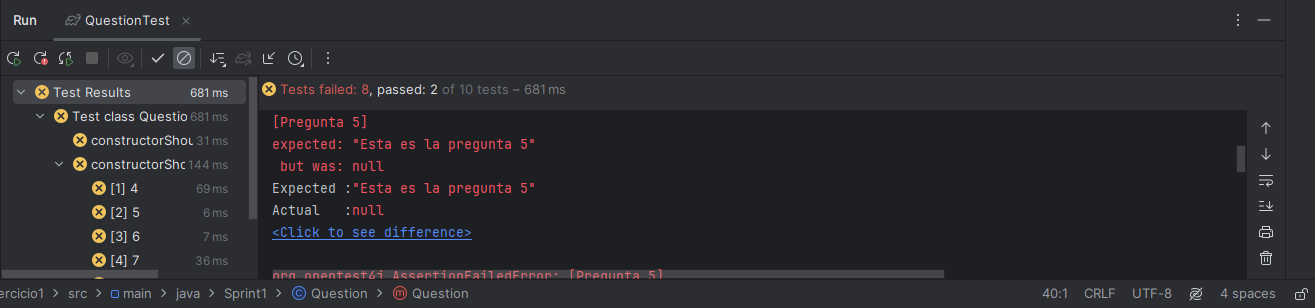 Run QuestionTest
Test Results 681 ms
Tests failed: 8, passed: 2 of 10 tests – 681 ms
Test class Questio 681 ms
constructorShou 31 ms
constructorSho 144 ms
[1] 4 69 ms
[2] 5 6 ms
[3] 6 7 ms
[4] 7 36 ms
[Pregunta 5]
expected: "Esta es la pregunta 5"
but was: null
Expected :"Esta es la pregunta 5"
Actual :null
<Click to see difference>
org.opentest4j.AssertionFailedError: [Pregunta 5]
ercicio1 > src > main > java > Sprint1 > Question > Question 40:1 CRLF UTF-8 4 spaces